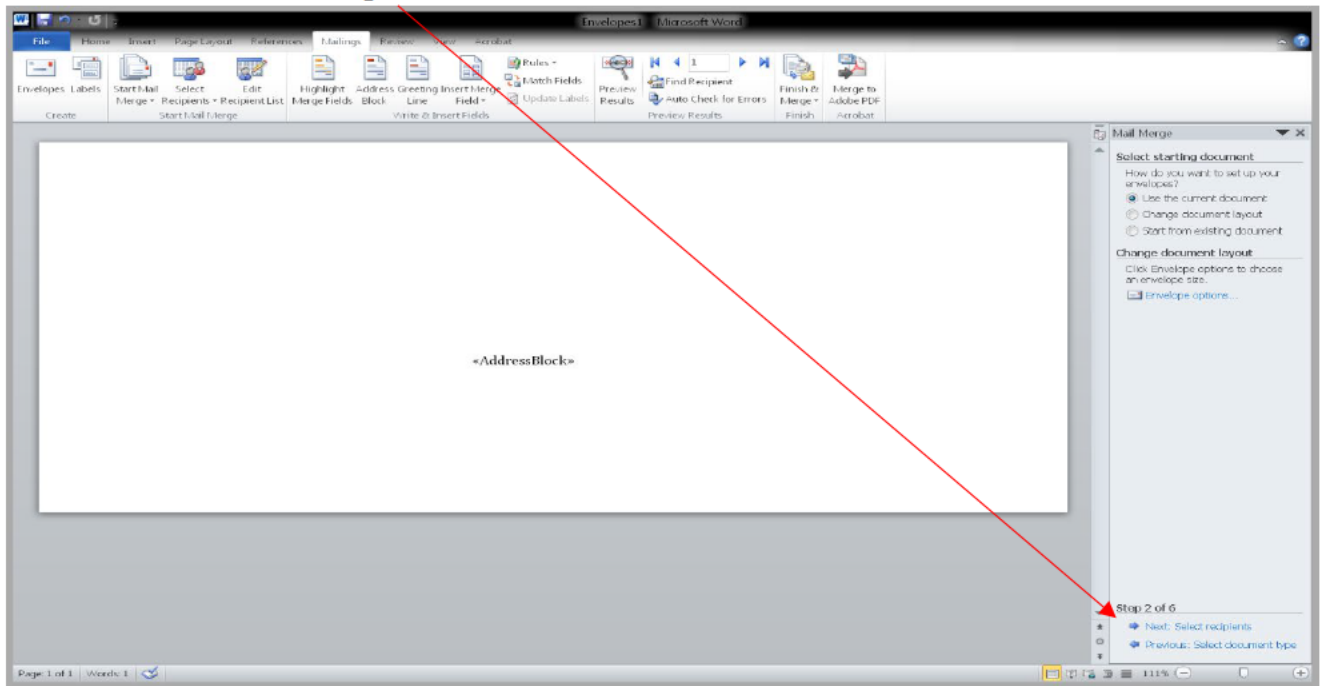 Envelopes1 Microsoft Word
File Home Insert Page Layout References Mailings Review View Acrobat
Envelopes Labels Start Mail Merge Select Recipients Edit Recipient List Highlight Merge Fields Address Block Greeting Line Insert Merge Field Rules Match Fields Update Labels Preview Results 1 Find Recipient Auto Check for Errors Finish & Merge Merge to Adobe PDF
Create Start Mail Merge Write & Insert Fields Preview Results Finish Acrobat
Mail Merge
Select starting document
How do you want to set up your
envelopes?
Use the current document
Change document layout
Start from existing document
Change document layout
Click Envelope options to choose
an envelope size.
Envelope options...
«AddressBlock»
Step 2 of 6
Next: Select recipients
Previous: Select document type
Page: 1 of 1 Words: 1 111%